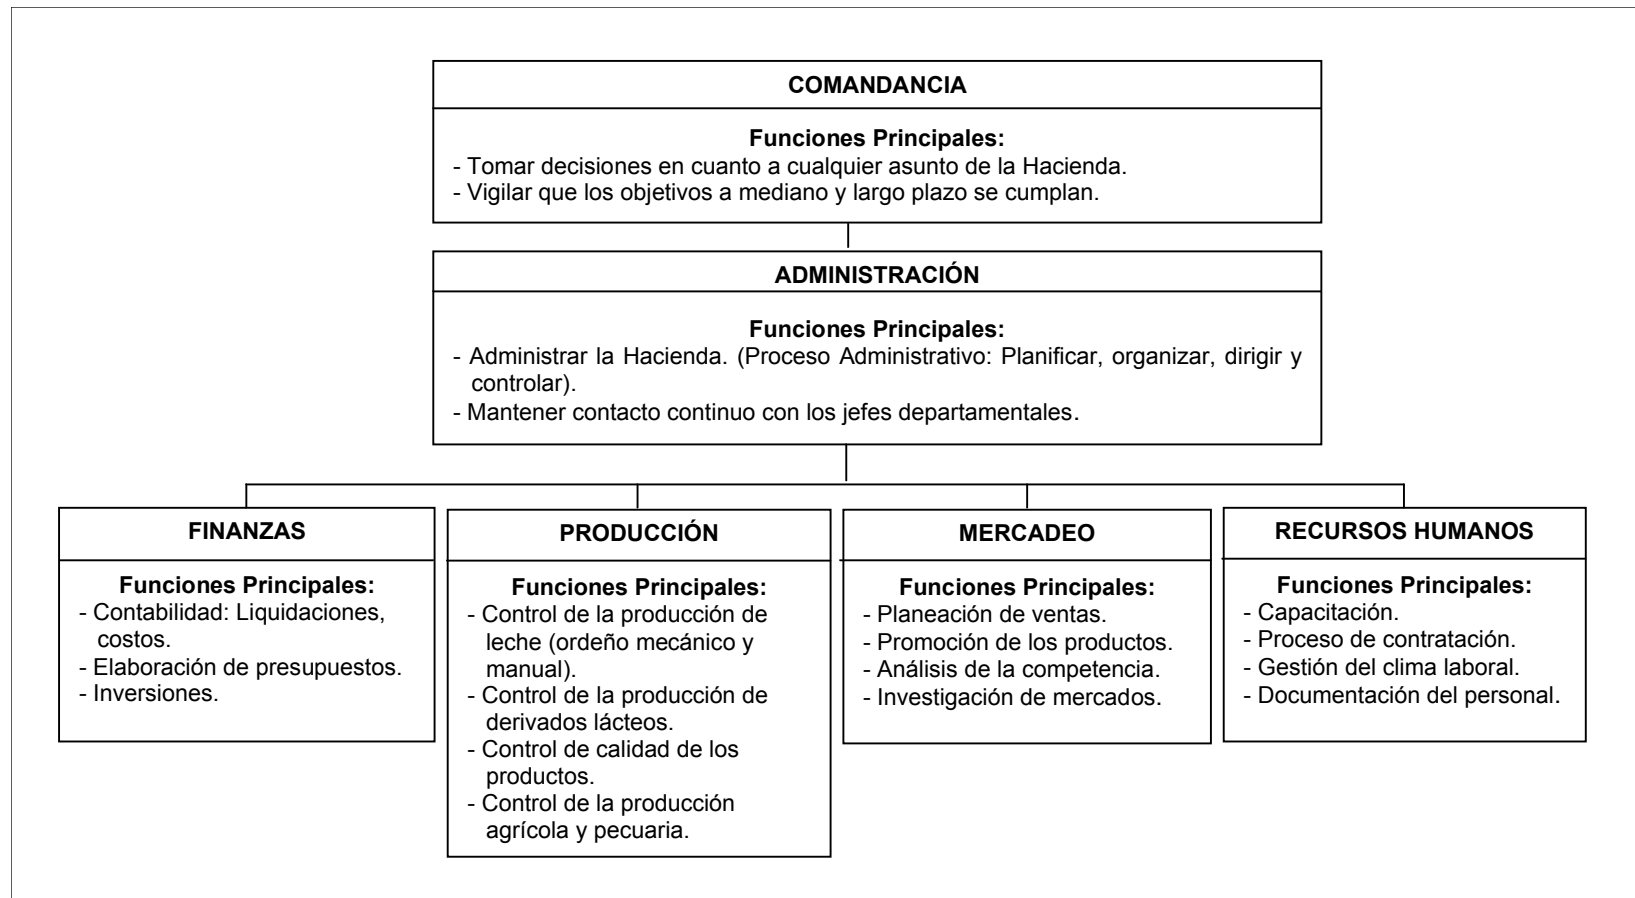 COMANDANCIA
Funciones Principales:
- Tomar decisiones en cuanto a cualquier asunto de la Hacienda.
- Vigilar que los objetivos a mediano y largo plazo se cumplan.
ADMINISTRACIÓN
Funciones Principales:
- Administrar la Hacienda. (Proceso Administrativo: Planificar, organizar, dirigir y
controlar).
- Mantener contacto continuo con los jefes departamentales.
FINANZAS
Funciones Principales:
- Contabilidad: Liquidaciones,
costos.
- Elaboración de presupuestos.
- Inversiones.
PRODUCCIÓN
Funciones Principales:
- Control de la producción de
leche (ordeño mecánico y
manual).
- Control de la producción de
derivados lácteos.
- Control de calidad de los
productos.
- Control de la producción
agrícola y pecuaria.
MERCADEO
Funciones Principales:
- Planeación de ventas.
- Promoción de los productos.
- Análisis de la competencia.
- Investigación de mercados.
RECURSOS HUMANOS
Funciones Principales:
- Capacitación.
- Proceso de contratación.
- Gestión del clima laboral.
- Documentación del personal.